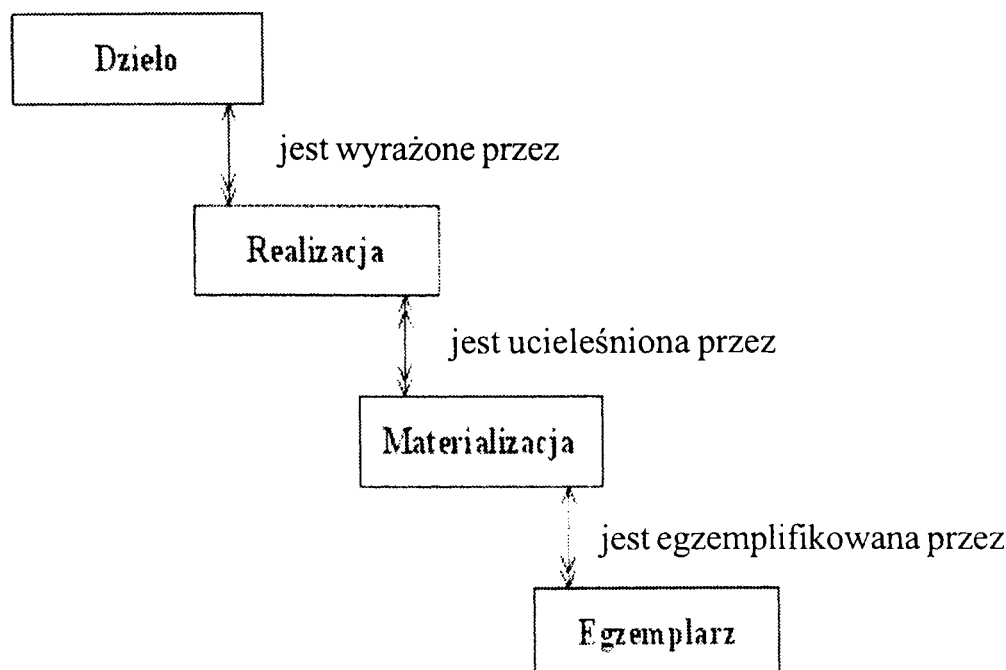 Dzieło
jest wyrażone przez
Realizacja
jest ucieleśniona przez
Materializacja
jest egzemplifikowana przez
Egzemplarz